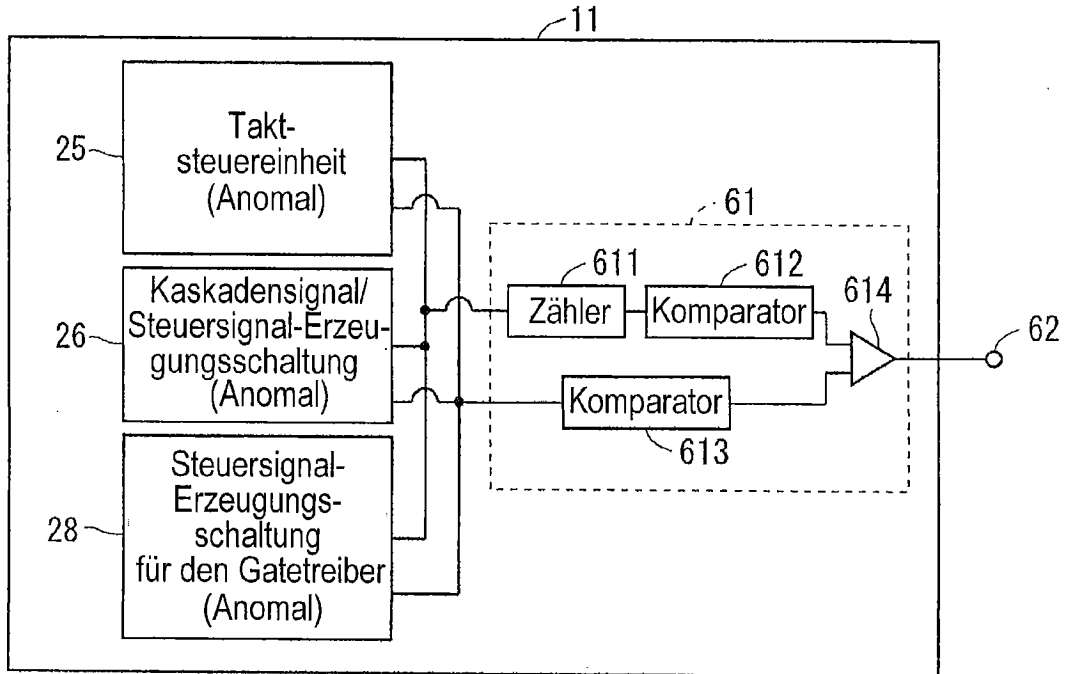 11
25
Takt-
steuereinheit
(Anomal)
26
Kaskadensignal/
Steuersignal-Erzeu-
gungsschaltung
(Anomal)
28
Steuersignal-
Erzeugungs-
schaltung
für den Gatetreiber
(Anomal)
61
611
Zähler
612
Komparator
614
62
Komparator
613